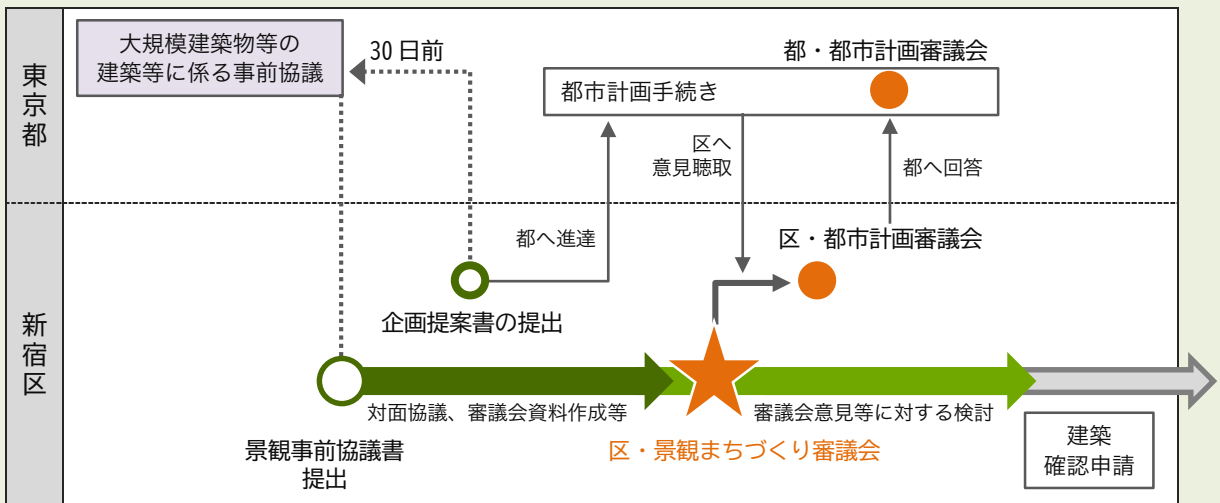 東京都
大規模建築物等の
建築等に係る事前協議
30日前
都・都市計画審議会
都市計画手続き
区へ
意見聴取
都へ回答
新宿区
都へ進達
区・都市計画審議会
企画提案書の提出
対面協議、審議会資料作成等
審議会意見等に対する検討
景観事前協議書
提出
区・景観まちづくり審議会
建築
確認申請